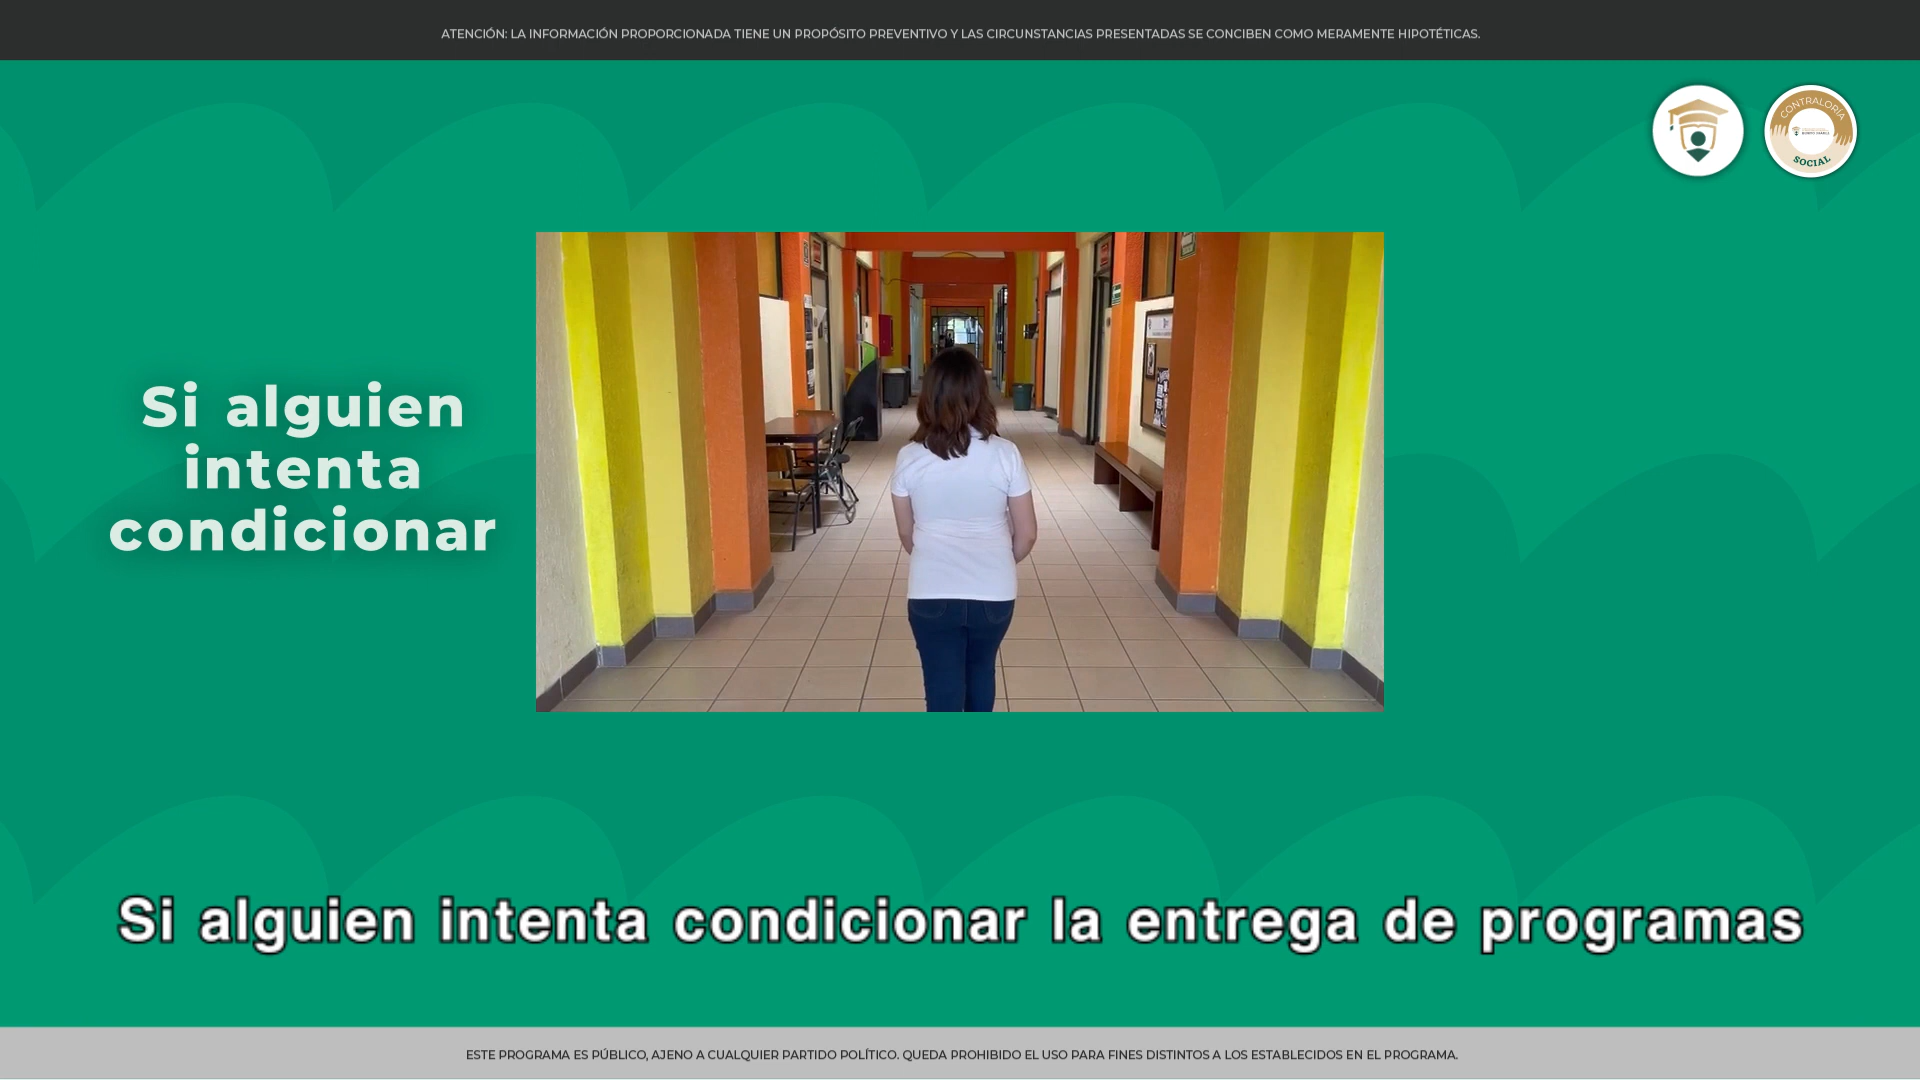 ATENCIÓN: LA INFORMACIÓN PROPORCIONADA TIENE UN PROPÓSITO PREVENTIVO Y LAS CIRCUNSTANCIAS PRESENTADAS SE CONCIBEN COMO MERAMENTE HIPOTÉTICAS.
CONTRALORÍA
SOCIAL
Si alguien
intenta
condicionar
Si alguien intenta condicionar la entrega de programas
ESTE PROGRAMA ES PÚBLICO, AJENO A CUALQUIER PARTIDO POLÍTICO. QUEDA PROHIBIDO EL USO PARA FINES DISTINTOS A LOS ESTABLECIDOS EN EL PROGRAMA.